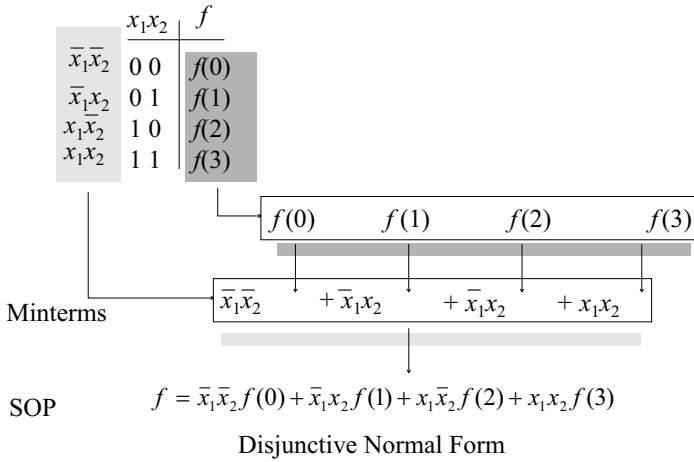 x₁x₂ f
x̅₁x̅₂ 0 0 f(0)
x̅₁x₂ 0 1 f(1)
x₁x̅₂ 1 0 f(2)
x₁x₂ 1 1 f(3)
f(0) f(1) f(2) f(3)
x̅₁x̅₂ + x̅₁x₂ + x̅₁x₂ + x₁x₂
Minterms
SOP f = x̅₁x̅₂f(0) + x̅₁x₂f(1) + x₁x̅₂f(2) + x₁x₂f(3)
Disjunctive Normal Form